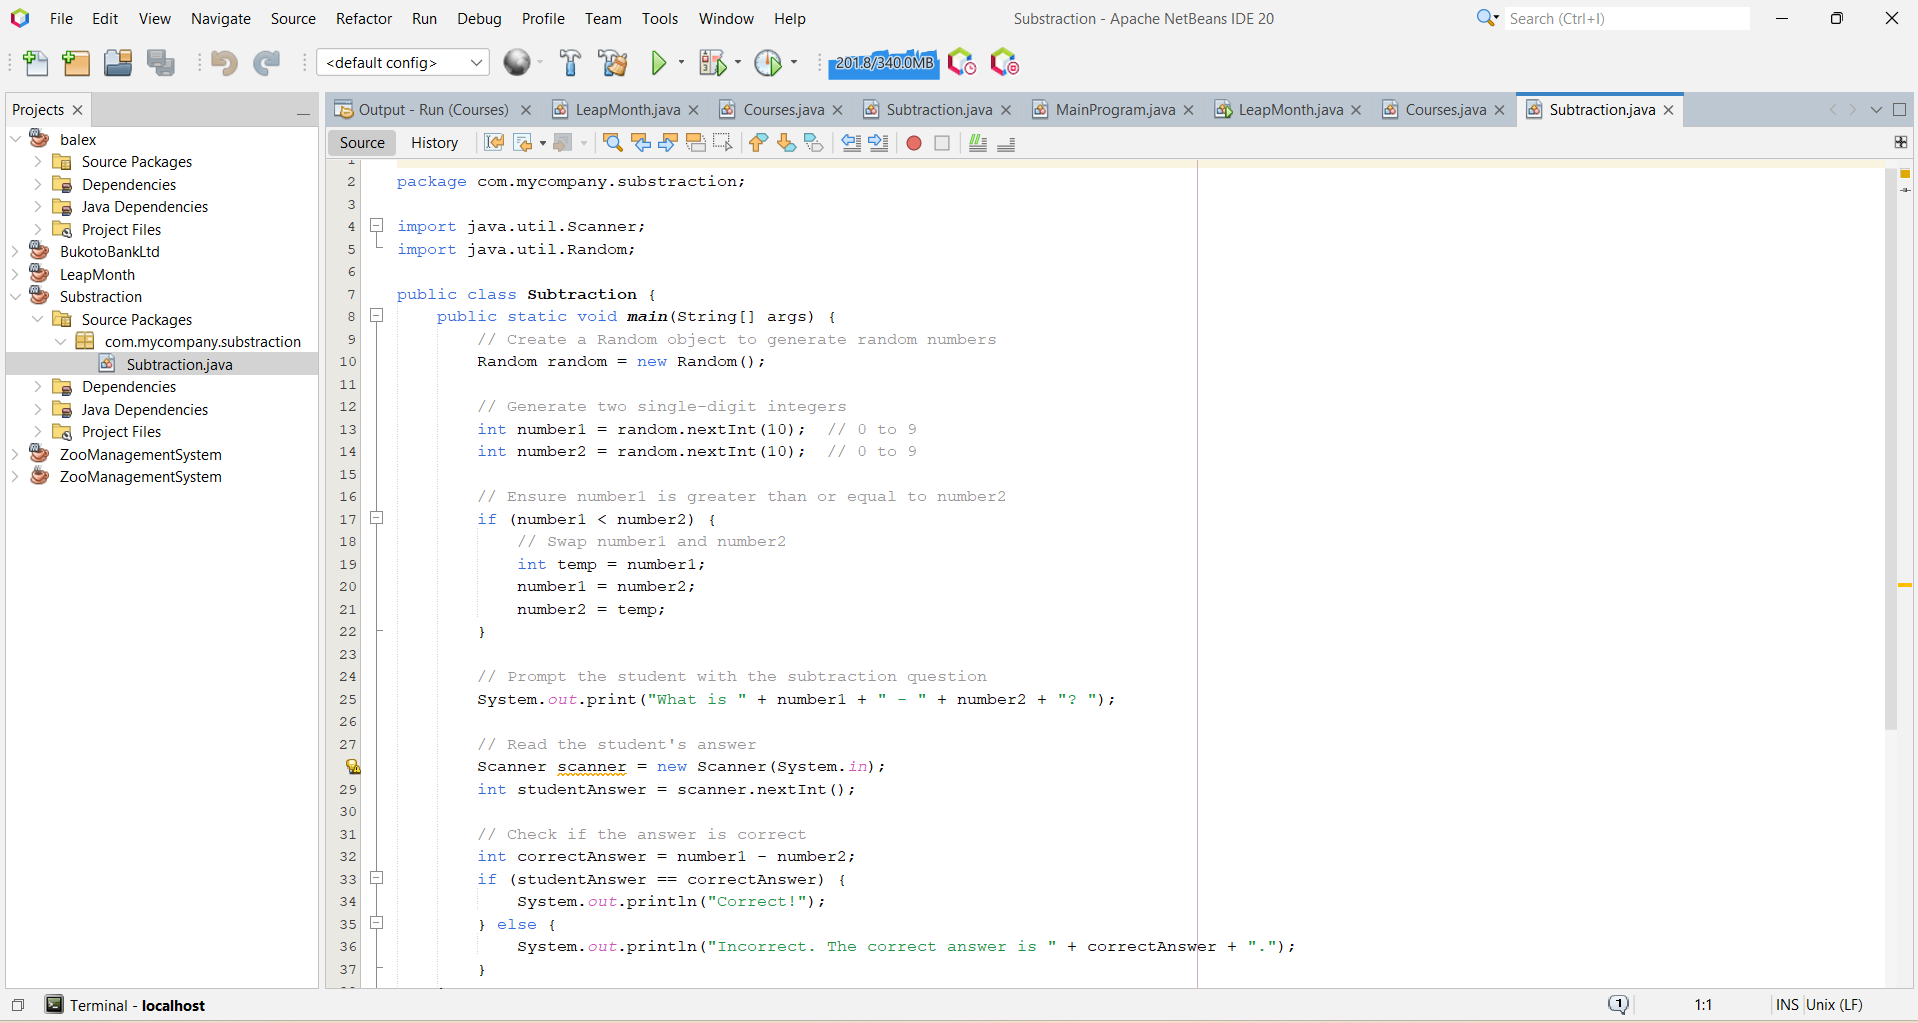 File Edit View Navigate Source Refactor Run Debug Profile Team Tools Window Help
Substraction - Apache NetBeans IDE 20
Search (Ctrl+I)
<default config>
201.8/340.0MB
Projects
balex
Source Packages
Dependencies
Java Dependencies
Project Files
BukotoBankLtd
LeapMonth
Substraction
Source Packages
com.mycompany.substraction
Subtraction.java
Dependencies
Java Dependencies
Project Files
ZooManagementSystem
ZooManagementSystem
Output - Run (Courses) LeapMonth.java Courses.java Subtraction.java MainProgram.java LeapMonth.java Courses.java Subtraction.java
Source History
1
2 package com.mycompany.substraction;
3
4 import java.util.Scanner;
5 import java.util.Random;
6
7 public class Subtraction {
8 public static void main(String[] args) {
9 // Create a Random object to generate random numbers
10 Random random = new Random();
11
12 // Generate two single-digit integers
13 int number1 = random.nextInt(10); // 0 to 9
14 int number2 = random.nextInt(10); // 0 to 9
15
16 // Ensure number1 is greater than or equal to number2
17 if (number1 < number2) {
18 // Swap number1 and number2
19 int temp = number1;
20 number1 = number2;
21 number2 = temp;
22 }
23
24 // Prompt the student with the subtraction question
25 System.out.print("What is " + number1 + " - " + number2 + "? ");
26
27 // Read the student's answer
Scanner scanner = new Scanner(System.in);
29 int studentAnswer = scanner.nextInt();
30
31 // Check if the answer is correct
32 int correctAnswer = number1 - number2;
33 if (studentAnswer == correctAnswer) {
34 System.out.println("Correct!");
35 } else {
36 System.out.println("Incorrect. The correct answer is " + correctAnswer + ".");
37 }
Terminal - localhost
1
1:1
INS Unix (LF)